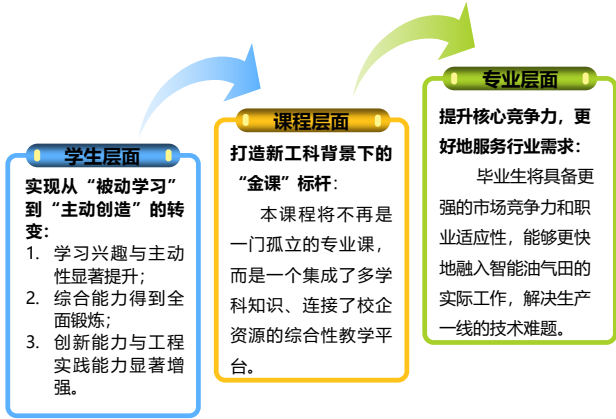 学生层面
实现从“被动学习”
到“主动创造”的转
变：
1. 学习兴趣与主动
性显著提升；
2. 综合能力得到全
面锻炼；
3. 创新能力与工程
实践能力显著增
强。
课程层面
打造新工科背景下的
“金课”标杆：
本课程将不再是
一门孤立的专业课，
而是一个集成了多学
科知识、连接了校企
资源的综合性教学平
台。
专业层面
提升核心竞争力，更
好地服务行业需求：
毕业生将具备更
强的市场竞争力和职
业适应性，能够更快
地融入智能油气田的
实际工作，解决生产
一线的技术难题。